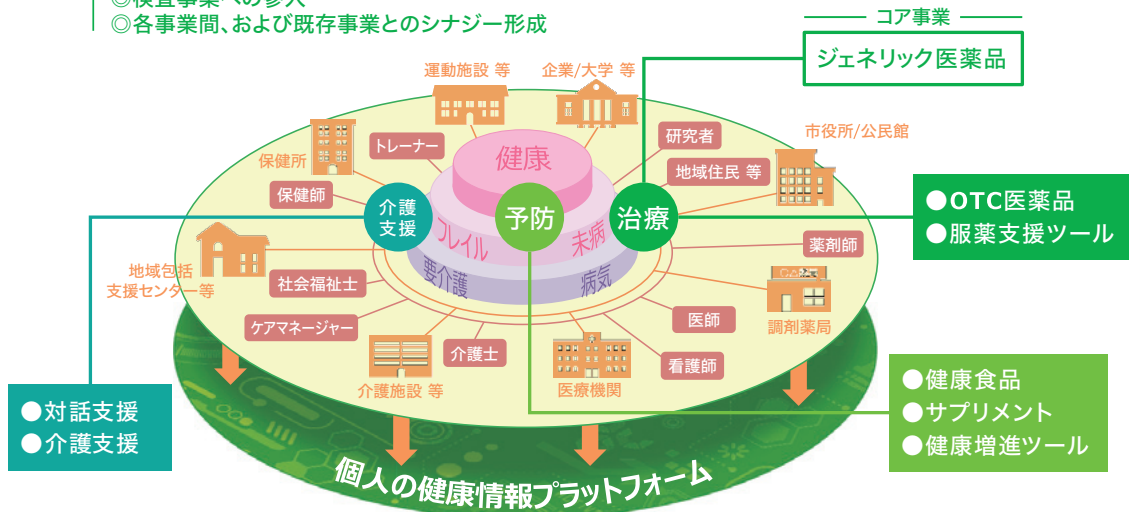 ◎検査事業への参入
◎各事業間、および既存事業とのシナジー形成
コア事業
ジェネリック医薬品
運動施設 等
企業/大学 等
市役所/公民館
保健所
トレーナー
健康
研究者
地域住民 等
保健師
介護
支援
予防
治療
●OTC医薬品
●服薬支援ツール
フレイル
未病
薬剤師
地域包括
支援センター等
社会福祉士
要介護
病気
調剤薬局
ケアマネージャー
介護士
医師
看護師
介護施設 等
医療機関
●対話支援
●介護支援
●健康食品
●サプリメント
●健康増進ツール
個人の健康情報プラットフォーム